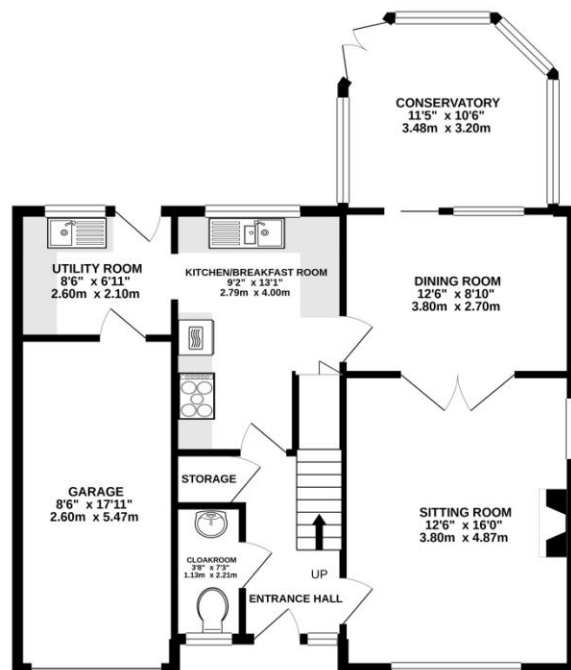 CONSERVATORY
11'5" x 10'6"
3.48m x 3.20m
UTILITY ROOM
8'6" x 6'11"
2.60m x 2.10m
KITCHEN/BREAKFAST ROOM
9'2" x 13'1"
2.79m x 4.00m
DINING ROOM
12'6" x 8'10"
3.80m x 2.70m
STORAGE
GARAGE
8'6" x 17'11"
2.60m x 5.47m
SITTING ROOM
12'6" x 16'0"
3.80m x 4.87m
CLOAKROOM
3'8" x 7'3"
1.13m x 2.21m
UP
ENTRANCE HALL